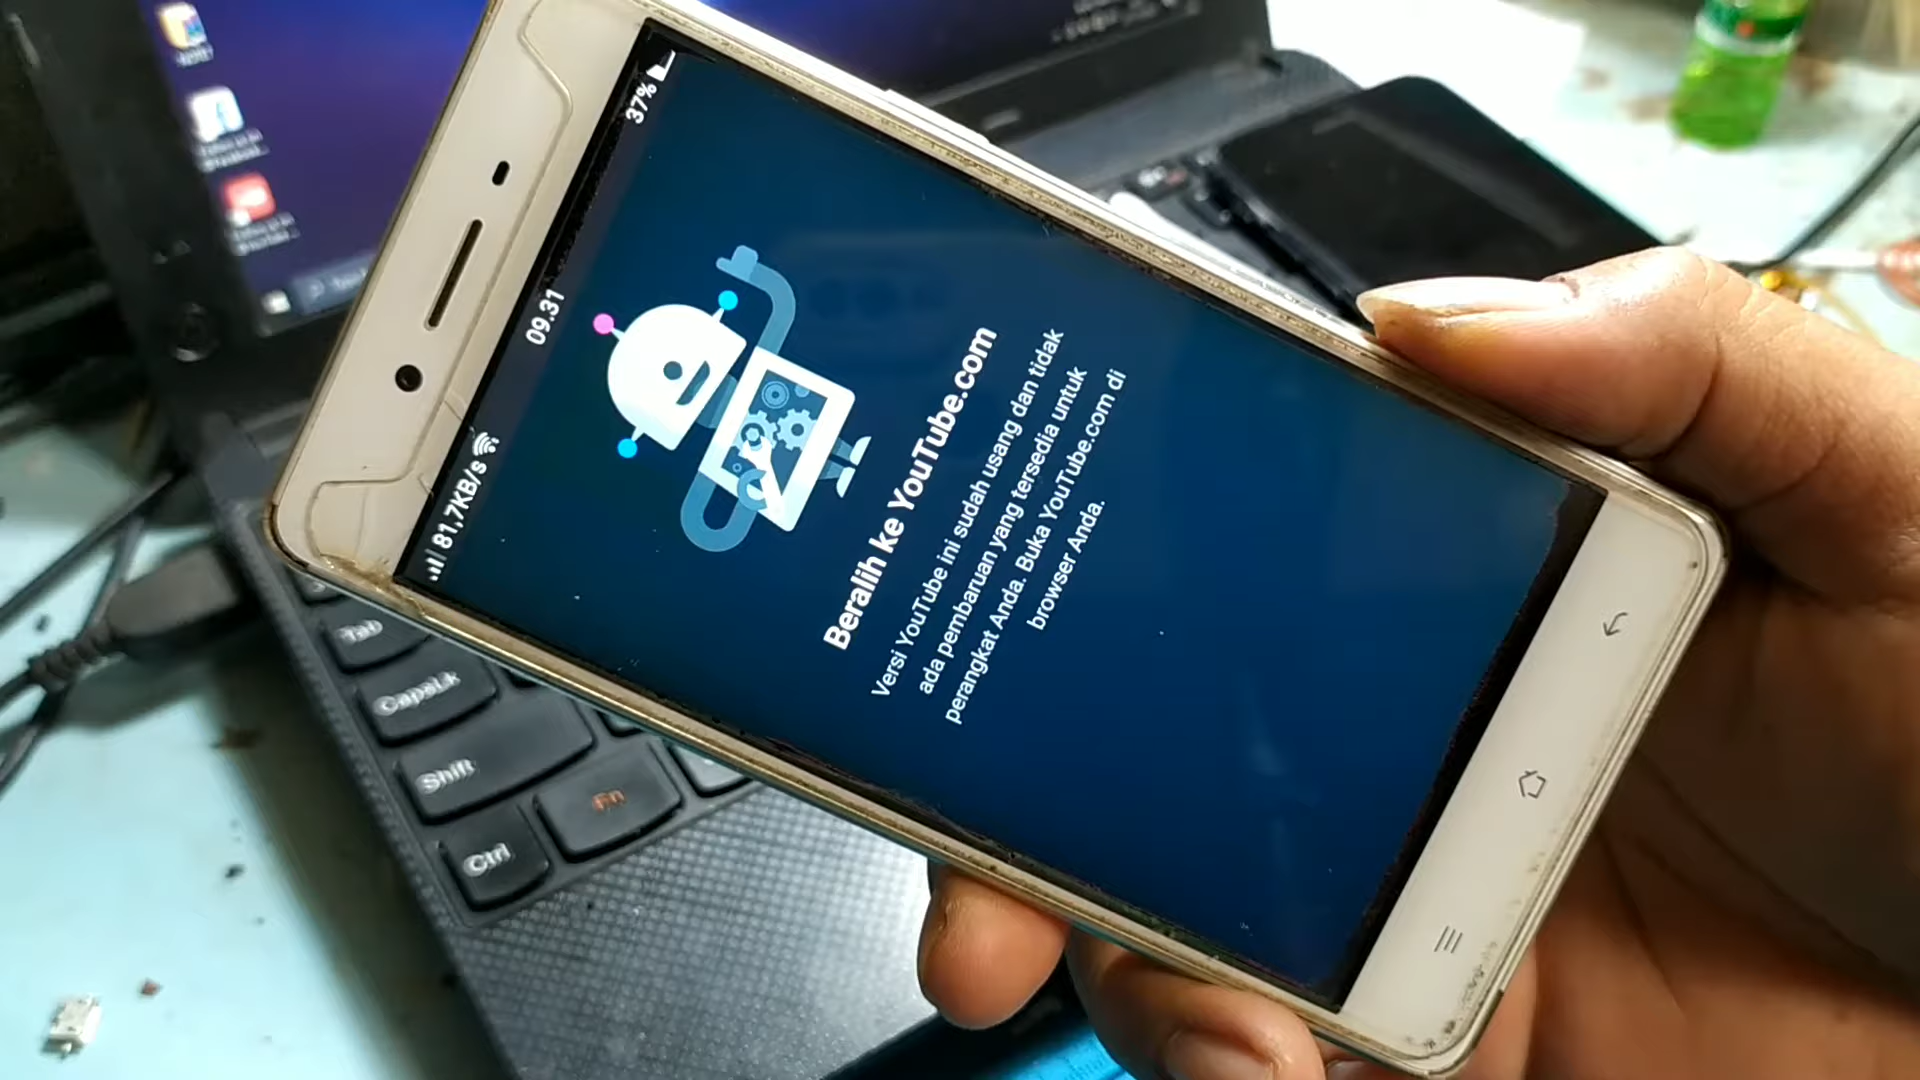 81.7KB/s
09.31
37%
Beralih ke YouTube.com
Versi YouTube ini sudah usang dan tidak
ada pembaruan yang tersedia untuk
perangkat Anda. Buka YouTube.com di
browser Anda.
Tab
CapsLk
Shift
Fn
Ctrl